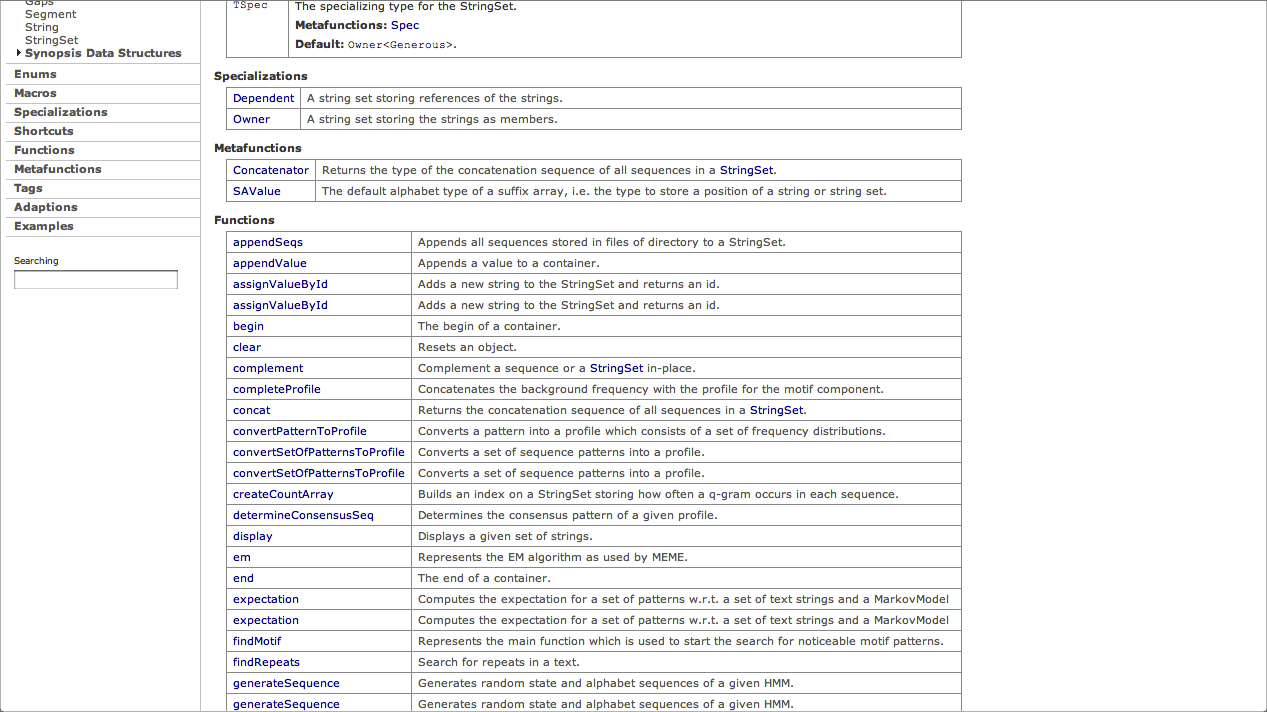 Gaps
Segment
String
StringSet
Synopsis Data Structures
Enums
Macros
Specializations
Shortcuts
Functions
Metafunctions
Tags
Adaptions
Examples
Searching
TSpec The specializing type for the StringSet.
Metafunctions: Spec
Default: Owner<Generous>.
Specializations
Dependent A string set storing references of the strings.
Owner A string set storing the strings as members.
Metafunctions
Concatenator Returns the type of the concatenation sequence of all sequences in a StringSet.
SAValue The default alphabet type of a suffix array, i.e. the type to store a position of a string or string set.
Functions
appendSeqs Appends all sequences stored in files of directory to a StringSet.
appendValue Appends a value to a container.
assignValueById Adds a new string to the StringSet and returns an id.
assignValueById Adds a new string to the StringSet and returns an id.
begin The begin of a container.
clear Resets an object.
complement Complement a sequence or a StringSet in-place.
completeProfile Concatenates the background frequency with the profile for the motif component.
concat Returns the concatenation sequence of all sequences in a StringSet.
convertPatternToProfile Converts a pattern into a profile which consists of a set of frequency distributions.
convertSetOfPatternsToProfile Converts a set of sequence patterns into a profile.
convertSetOfPatternsToProfile Converts a set of sequence patterns into a profile.
createCountArray Builds an index on a StringSet storing how often a q-gram occurs in each sequence.
determineConsensusSeq Determines the consensus pattern of a given profile.
display Displays a given set of strings.
em Represents the EM algorithm as used by MEME.
end The end of a container.
expectation Computes the expectation for a set of patterns w.r.t. a set of text strings and a MarkovModel
expectation Computes the expectation for a set of patterns w.r.t. a set of text strings and a MarkovModel
findMotif Represents the main function which is used to start the search for noticeable motif patterns.
findRepeats Search for repeats in a text.
generateSequence Generates random state and alphabet sequences of a given HMM.
generateSequence Generates random state and alphabet sequences of a given HMM.